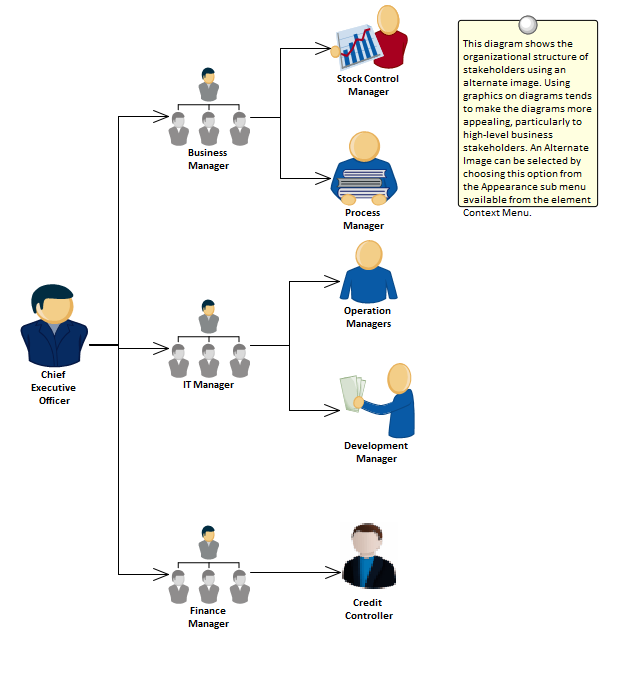 Stock Control
Manager
This diagram shows the
organizational structure of
stakeholders using an
alternate image. Using
graphics on diagrams tends
to make the diagrams more
appealing, particularly to
high-level business
stakeholders. An Alternate
Image can be selected by
choosing this option from
the Appearance sub menu
available from the element
Context Menu.
Business
Manager
Process
Manager
Operation
Managers
Chief
Executive
Officer
IT Manager
Development
Manager
Finance
Manager
Credit
Controller